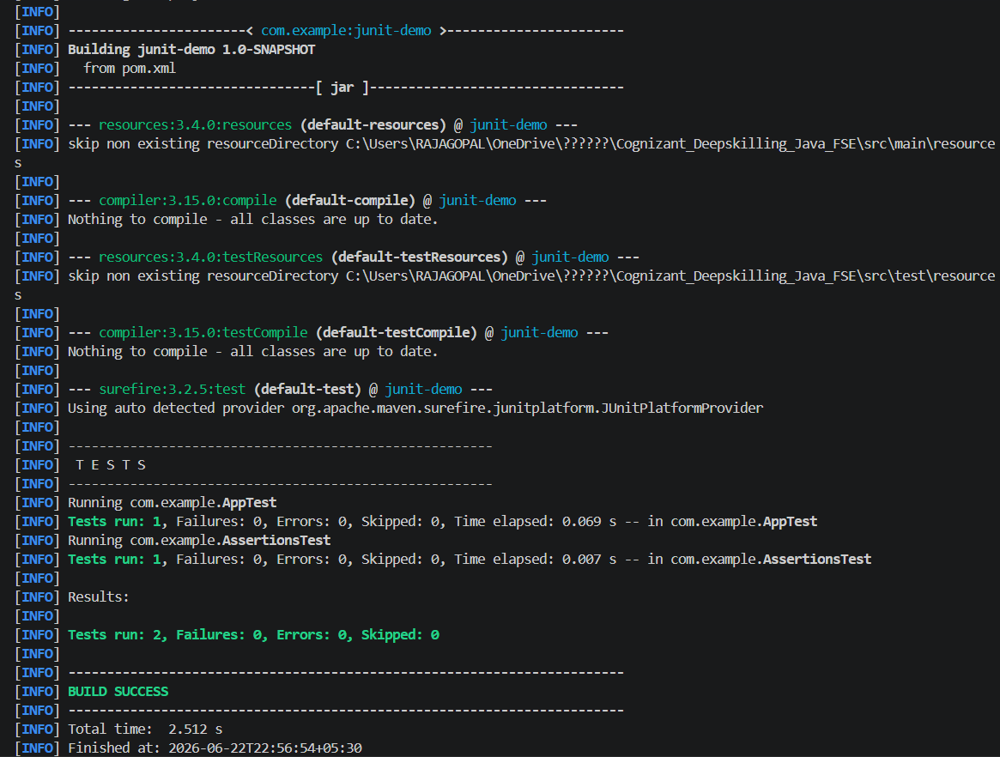 [INFO]
[INFO] -----------------------< com.example:junit-demo >-----------------------
[INFO] Building junit-demo 1.0-SNAPSHOT
[INFO]   from pom.xml
[INFO] --------------------------------[ jar ]---------------------------------
[INFO]
[INFO] --- resources:3.4.0:resources (default-resources) @ junit-demo ---
[INFO] skip non existing resourceDirectory C:\Users\RAJAGOPAL\OneDrive\??????\Cognizant_Deepskilling_Java_FSE\src\main\resource
s
[INFO]
[INFO] --- compiler:3.15.0:compile (default-compile) @ junit-demo ---
[INFO] Nothing to compile - all classes are up to date.
[INFO]
[INFO] --- resources:3.4.0:testResources (default-testResources) @ junit-demo ---
[INFO] skip non existing resourceDirectory C:\Users\RAJAGOPAL\OneDrive\??????\Cognizant_Deepskilling_Java_FSE\src\test\resource
s
[INFO]
[INFO] --- compiler:3.15.0:testCompile (default-testCompile) @ junit-demo ---
[INFO] Nothing to compile - all classes are up to date.
[INFO]
[INFO] --- surefire:3.2.5:test (default-test) @ junit-demo ---
[INFO] Using auto detected provider org.apache.maven.surefire.junitplatform.JUnitPlatformProvider
[INFO]
[INFO] -------------------------------------------------------
[INFO]  T E S T S
[INFO] -------------------------------------------------------
[INFO] Running com.example.AppTest
[INFO] Tests run: 1, Failures: 0, Errors: 0, Skipped: 0, Time elapsed: 0.069 s -- in com.example.AppTest
[INFO] Running com.example.AssertionsTest
[INFO] Tests run: 1, Failures: 0, Errors: 0, Skipped: 0, Time elapsed: 0.007 s -- in com.example.AssertionsTest
[INFO]
[INFO] Results:
[INFO]
[INFO] Tests run: 2, Failures: 0, Errors: 0, Skipped: 0
[INFO]
[INFO] ------------------------------------------------------------------------
[INFO] BUILD SUCCESS
[INFO] ------------------------------------------------------------------------
[INFO] Total time:  2.512 s
[INFO] Finished at: 2026-06-22T22:56:54+05:30